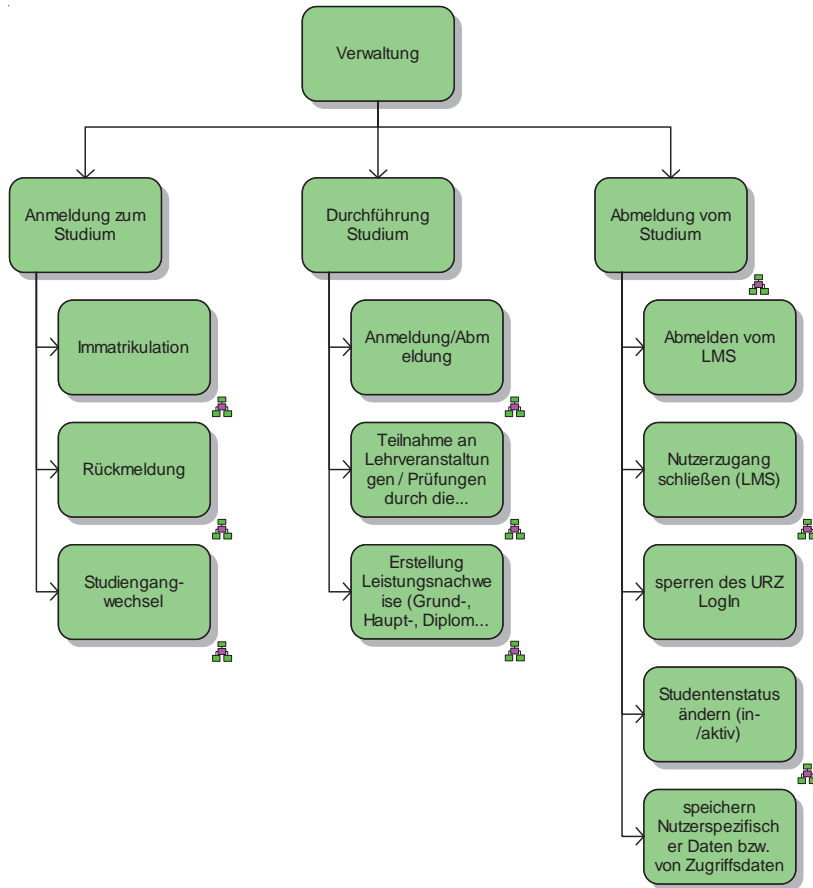 Verwaltung
Anmeldung zum
Studium
Durchführung
Studium
Abmeldung vom
Studium
Immatrikulation
Rückmeldung
Studiengang-
wechsel
Anmeldung/Abm
eldung
Teilnahme an
Lehrveranstaltun
gen / Prüfungen
durch die...
Erstellung
Leistungsnachwe
ise (Grund-,
Haupt-, Diplom...
Abmelden vom
LMS
Nutzerzugang
schließen (LMS)
sperren des URZ
LogIn
Studentenstatus
ändern (in-
/aktiv)
speichern
Nutzerspezifisch
er Daten bzw.
von Zugriffsdaten